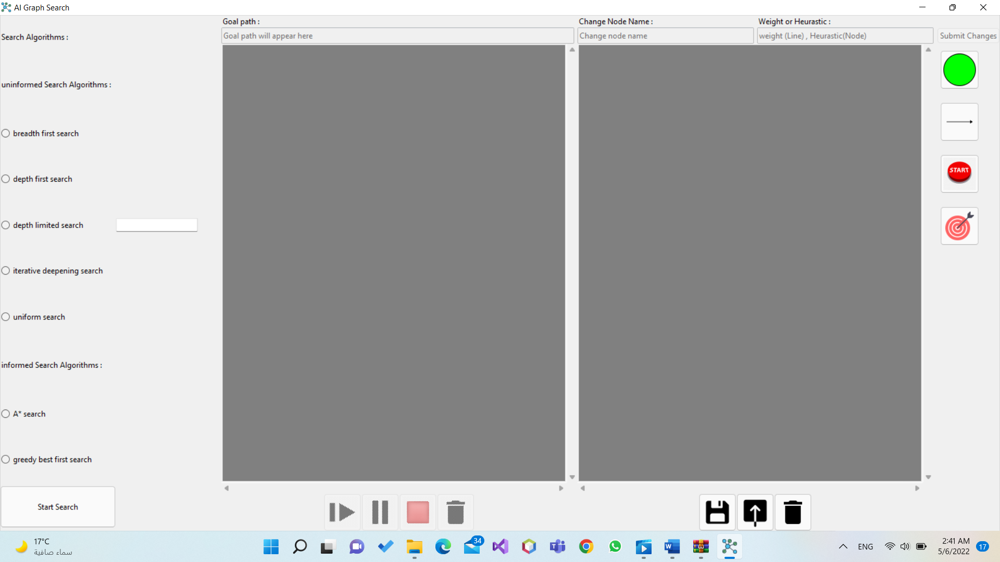 AI Graph Search
Search Algorithms :
uninformed Search Algorithms :
breadth first search
depth first search
depth limited search
iterative deepening search
uniform search
informed Search Algorithms :
A* search
greedy best first search
Start Search
Goal path :
Goal path will appear here
Change Node Name :
Change node name
Weight or Heurastic :
weight (Line) , Heurastic(Node)
Submit Changes
START
17°C
سماء صافية
34
ENG
2:41 AM
5/6/2022
17